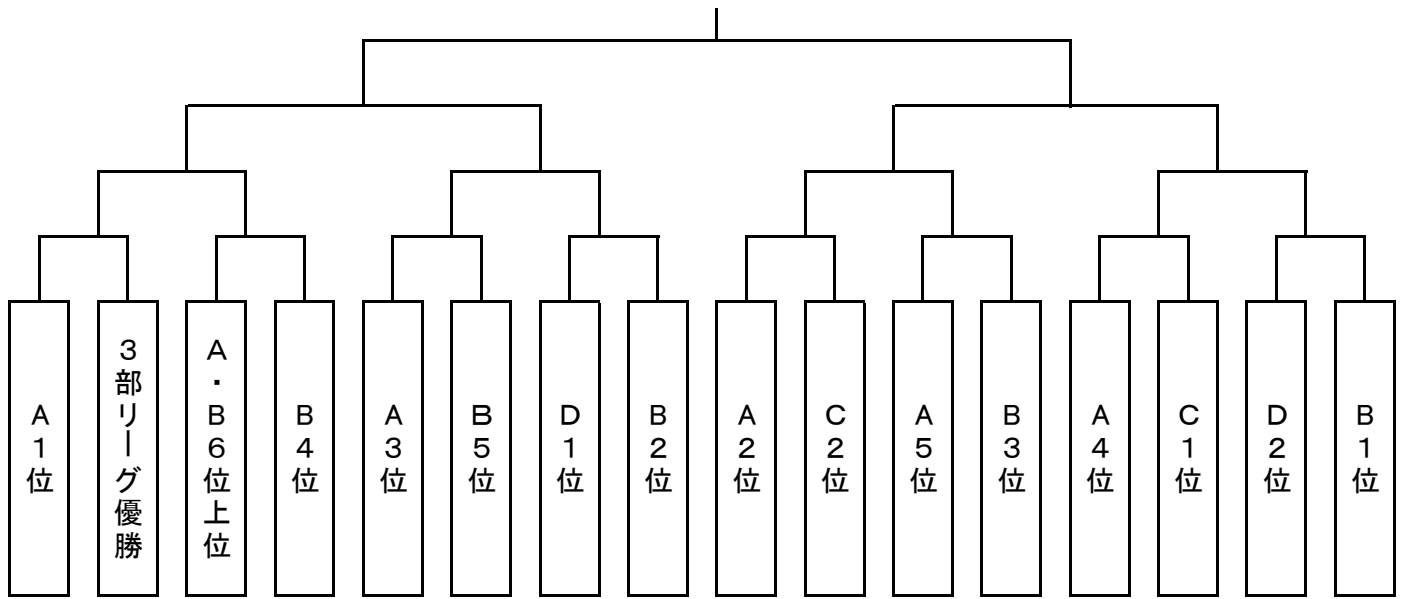 A1位
3部リーグ優勝
A・B6位上位
B4位
A3位
B5位
D1位
B2位
A2位
C2位
A5位
B3位
A4位
C1位
D2位
B1位